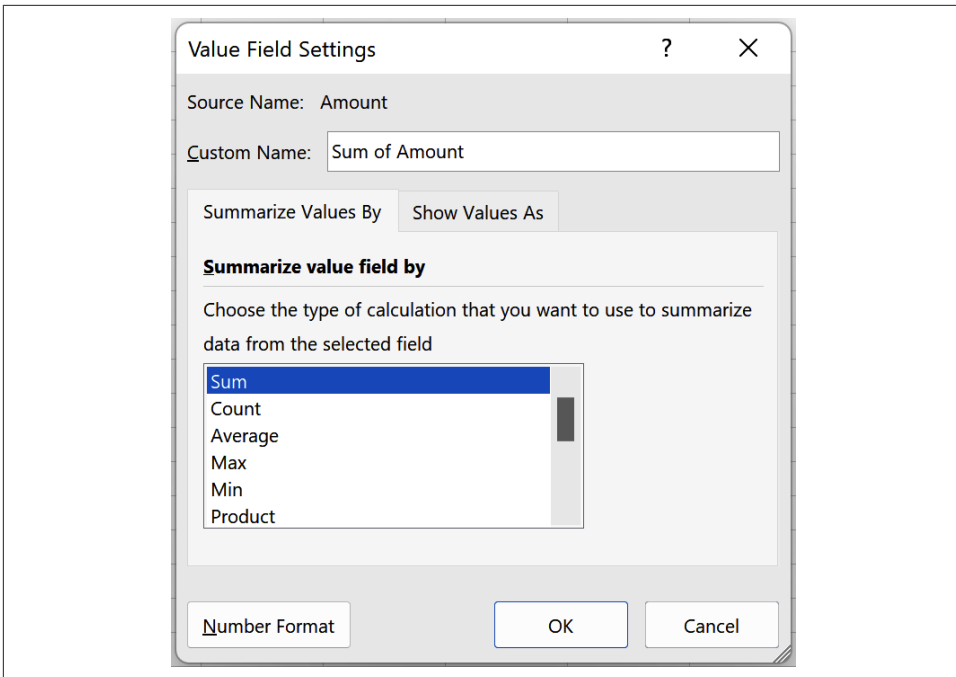 Value Field Settings ?
Source Name: Amount
Custom Name: Sum of Amount
Summarize Values By Show Values As
Summarize value field by
Choose the type of calculation that you want to use to summarize
data from the selected field
Sum
Count
Average
Max
Min
Product
Number Format OK Cancel